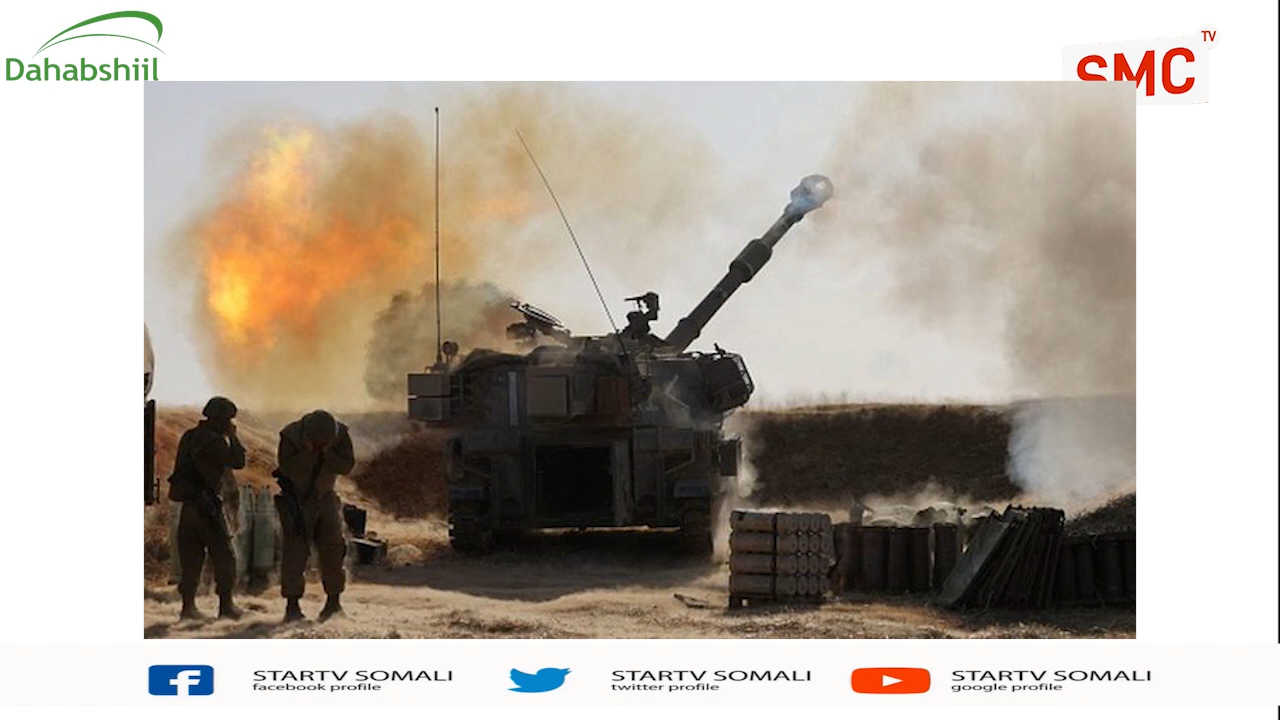 Dahabshiil
SMC
TV
STARTV SOMALI
facebook profile
STARTV SOMALI
twitter profile
STARTV SOMALI
google profile